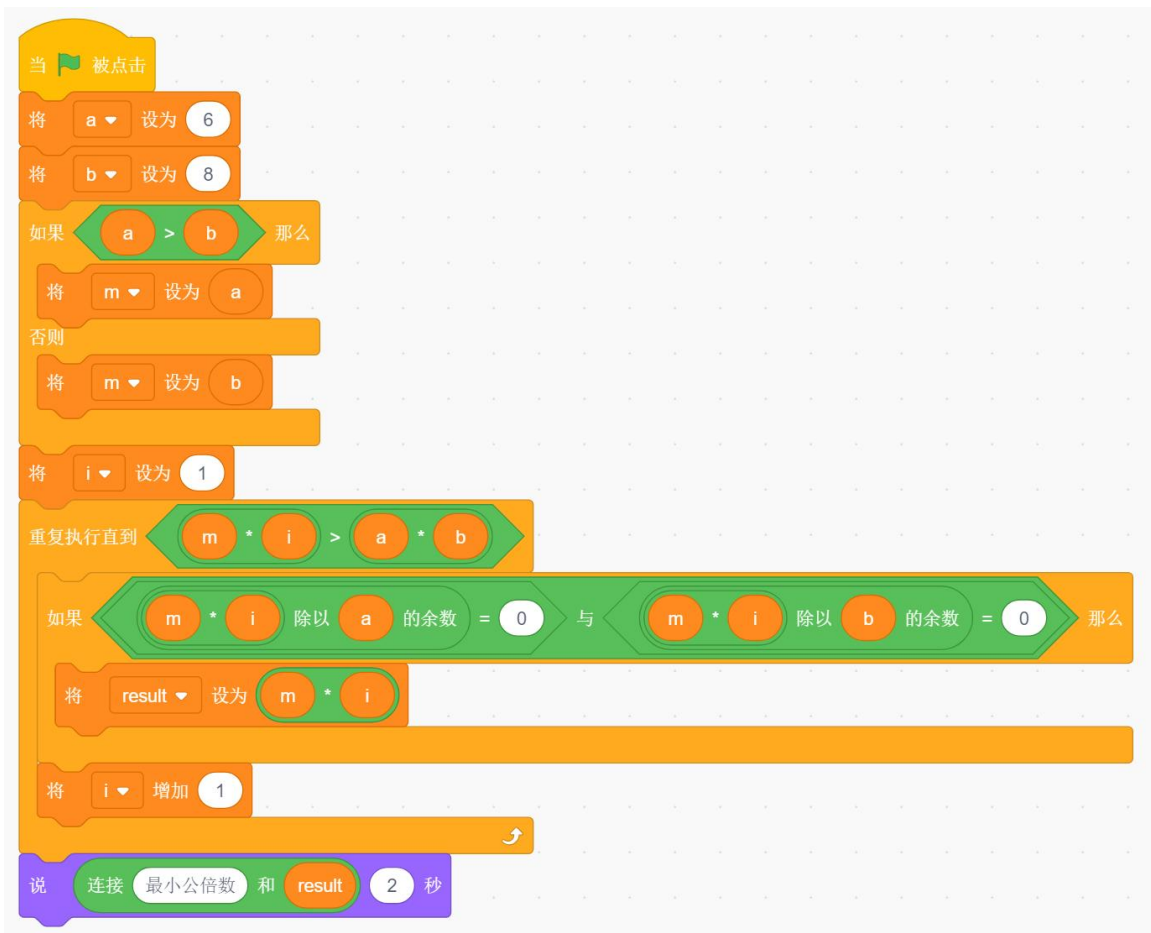 当 被点击
将 a 设为 6
将 b 设为 8
如果 a > b 那么
将 m 设为 a
否则
将 m 设为 b
将 i 设为 1
重复执行直到 m * i > a * b
如果 m * i 除以 a 的余数 = 0 与 m * i 除以 b 的余数 = 0 那么
将 result 设为 m * i
将 i 增加 1
说 连接 最小公倍数 和 result 2 秒